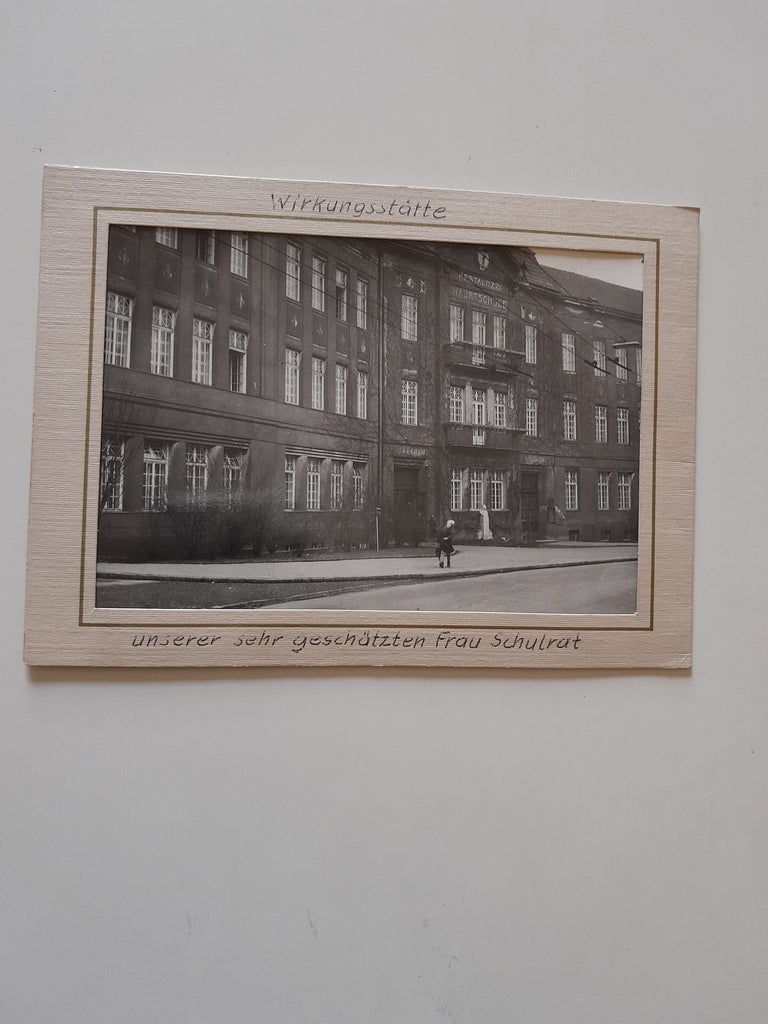 Wirkungsstätte
PESTALOZZI
HAUPTSCHULE
unserer sehr geschätzten Frau Schulrat